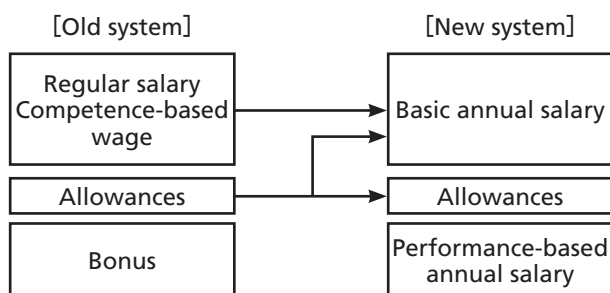 [Old system]
[New system]
Regular salary
Competence-based
wage
Basic annual salary
Allowances
Allowances
Bonus
Performance-based
annual salary